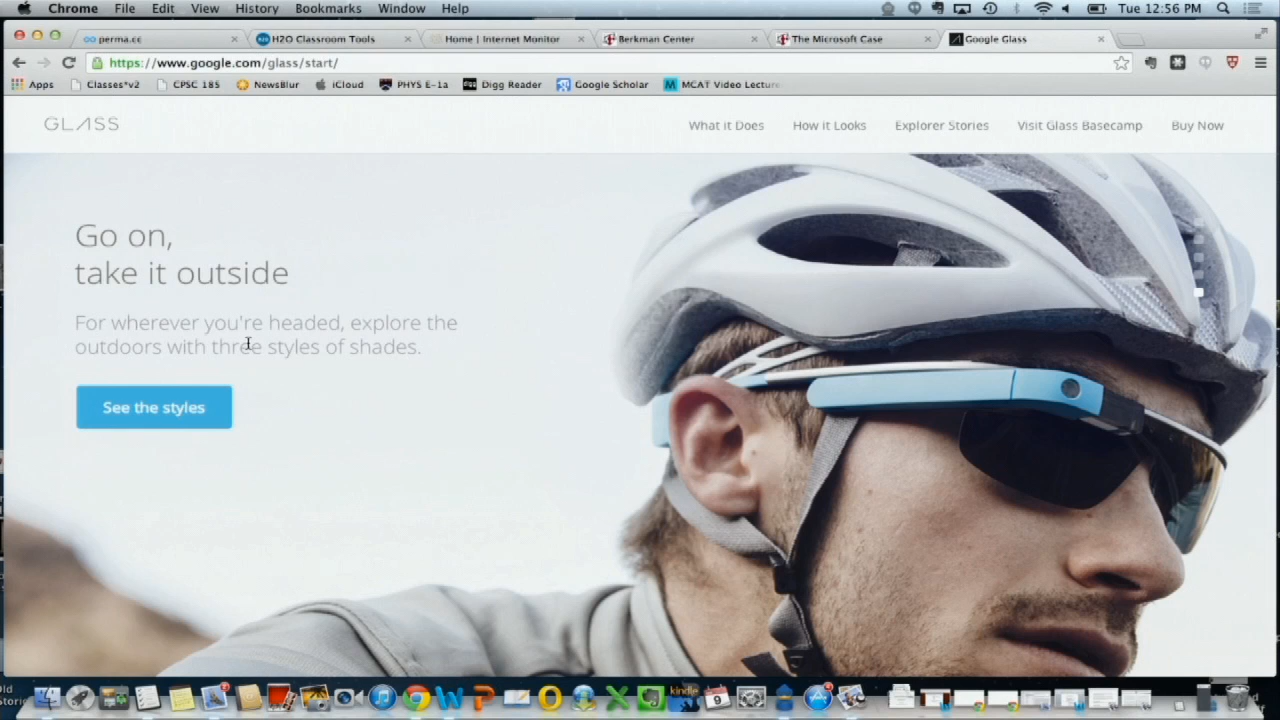 Chrome File Edit View History Bookmarks Window Help Tue 12:56 PM
perma.cc H2O Classroom Tools Home | Internet Monitor Berkman Center The Microsoft Case Google Glass
https://www.google.com/glass/start/
Apps Classes*v2 CPSC 185 NewsBlur iCloud PHYS E-1a Digg Reader Google Scholar MCAT Video Lecture
GLASS What it Does How it Looks Explorer Stories Visit Glass Basecamp Buy Now
Go on,
take it outside
For wherever you're headed, explore the
outdoors with three styles of shades.
See the styles
kindle
9